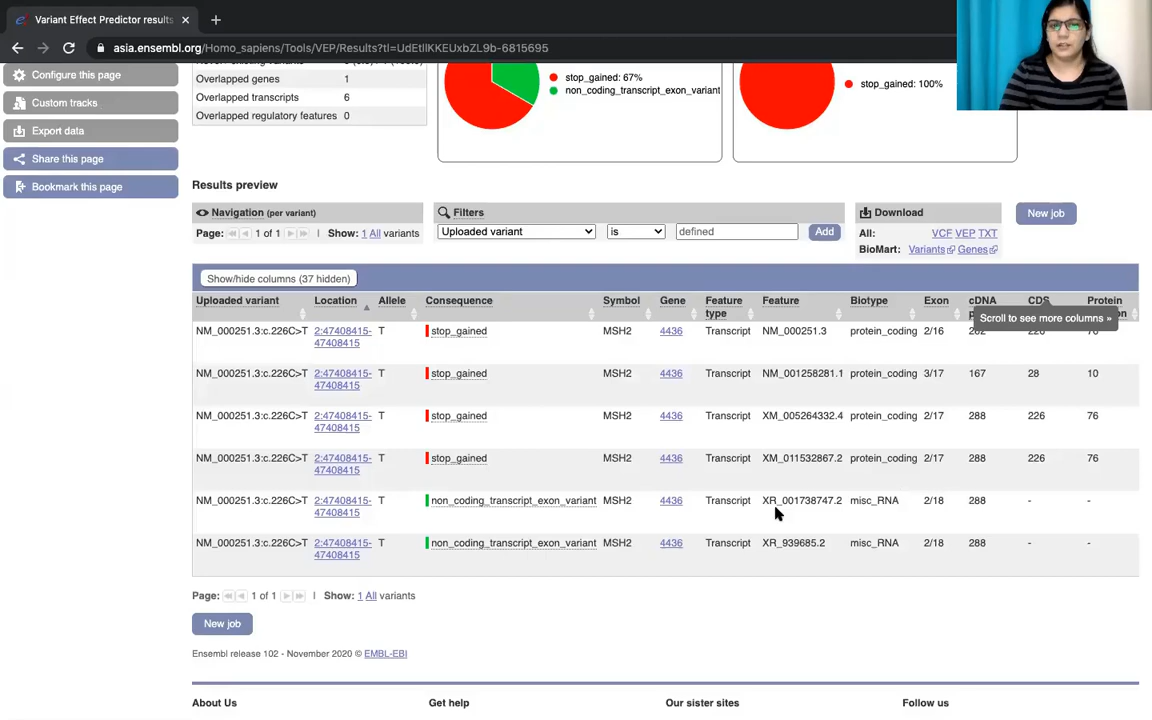 Variant Effect Predictor results
asia.ensembl.org/Homo_sapiens/Tools/VEP/Results?tl=UdEtIlKKEUxbZL9b-6815695
Configure this page
Custom tracks
Export data
Share this page
Bookmark this page
Overlapped genes 1
Overlapped transcripts 6
Overlapped regulatory features 0
stop_gained: 67%
non_coding_transcript_exon_variant
stop_gained: 100%
Results preview
Navigation (per variant)
Page: 1 of 1 | Show: 1 All variants
Filters
Uploaded variant is defined Add
Download
All: VCF VEP TXT
BioMart: Variants Genes
New job
Show/hide columns (37 hidden)
Uploaded variant Location Allele Consequence Symbol Gene Feature type Feature Biotype Exon cDNA CDS Protein
Scroll to see more columns »
NM_000251.3:c.226C>T 2:47408415-47408415 T stop_gained MSH2 4436 Transcript NM_000251.3 protein_coding 2/16
NM_000251.3:c.226C>T 2:47408415-47408415 T stop_gained MSH2 4436 Transcript NM_001258281.1 protein_coding 3/17 167 28 10
NM_000251.3:c.226C>T 2:47408415-47408415 T stop_gained MSH2 4436 Transcript XM_005264332.4 protein_coding 2/17 288 226 76
NM_000251.3:c.226C>T 2:47408415-47408415 T stop_gained MSH2 4436 Transcript XM_011532867.2 protein_coding 2/17 288 226 76
NM_000251.3:c.226C>T 2:47408415-47408415 T non_coding_transcript_exon_variant MSH2 4436 Transcript XR_001738747.2 misc_RNA 2/18 288 - -
NM_000251.3:c.226C>T 2:47408415-47408415 T non_coding_transcript_exon_variant MSH2 4436 Transcript XR_939685.2 misc_RNA 2/18 288 - -
Page: 1 of 1 | Show: 1 All variants
New job
Ensembl release 102 - November 2020 © EMBL-EBI
About Us Get help Our sister sites Follow us